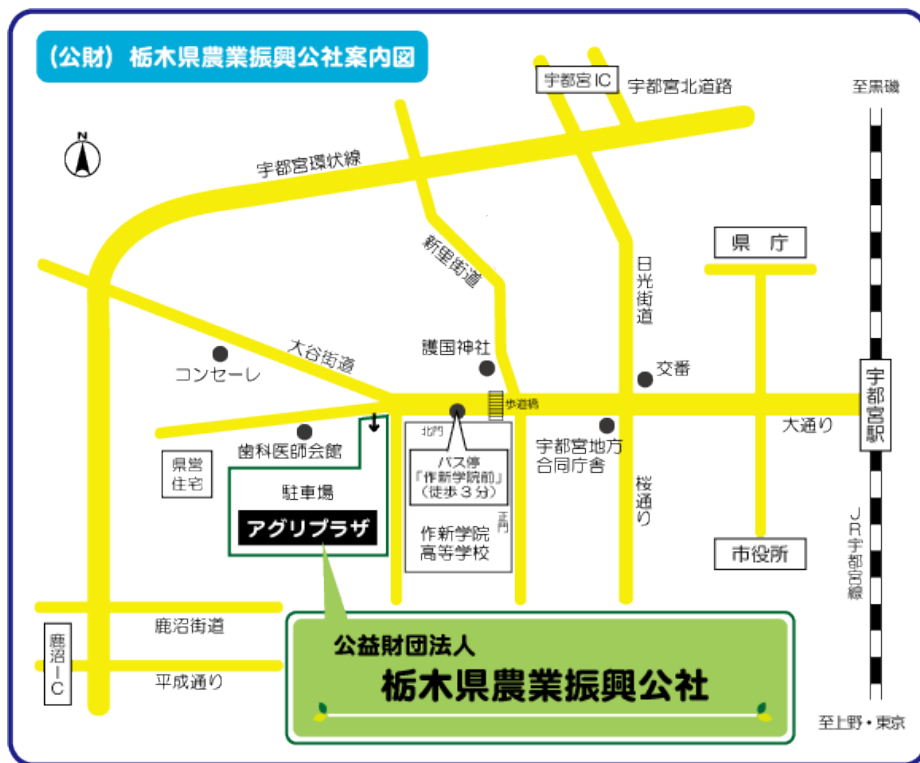 (公財) 栃木県農業振興公社案内図
N
宇都宮IC
宇都宮北道路
至黒磯
宇都宮環状線
新里街道
日光街道
県 庁
大谷街道
コンセーレ
護国神社
交番
宇都宮駅
歩道橋
大通り
北門
歯科医師会館
県営
住宅
バス停
「作新学院前」
(徒歩3分)
宇都宮地方
合同庁舎
駐車場
アグリプラザ
作新学院
高等学校
正門
桜通り
市役所
JR宇都宮線
鹿沼街道
鹿沼IC
平成通り
公益財団法人
栃木県農業振興公社
至上野・東京